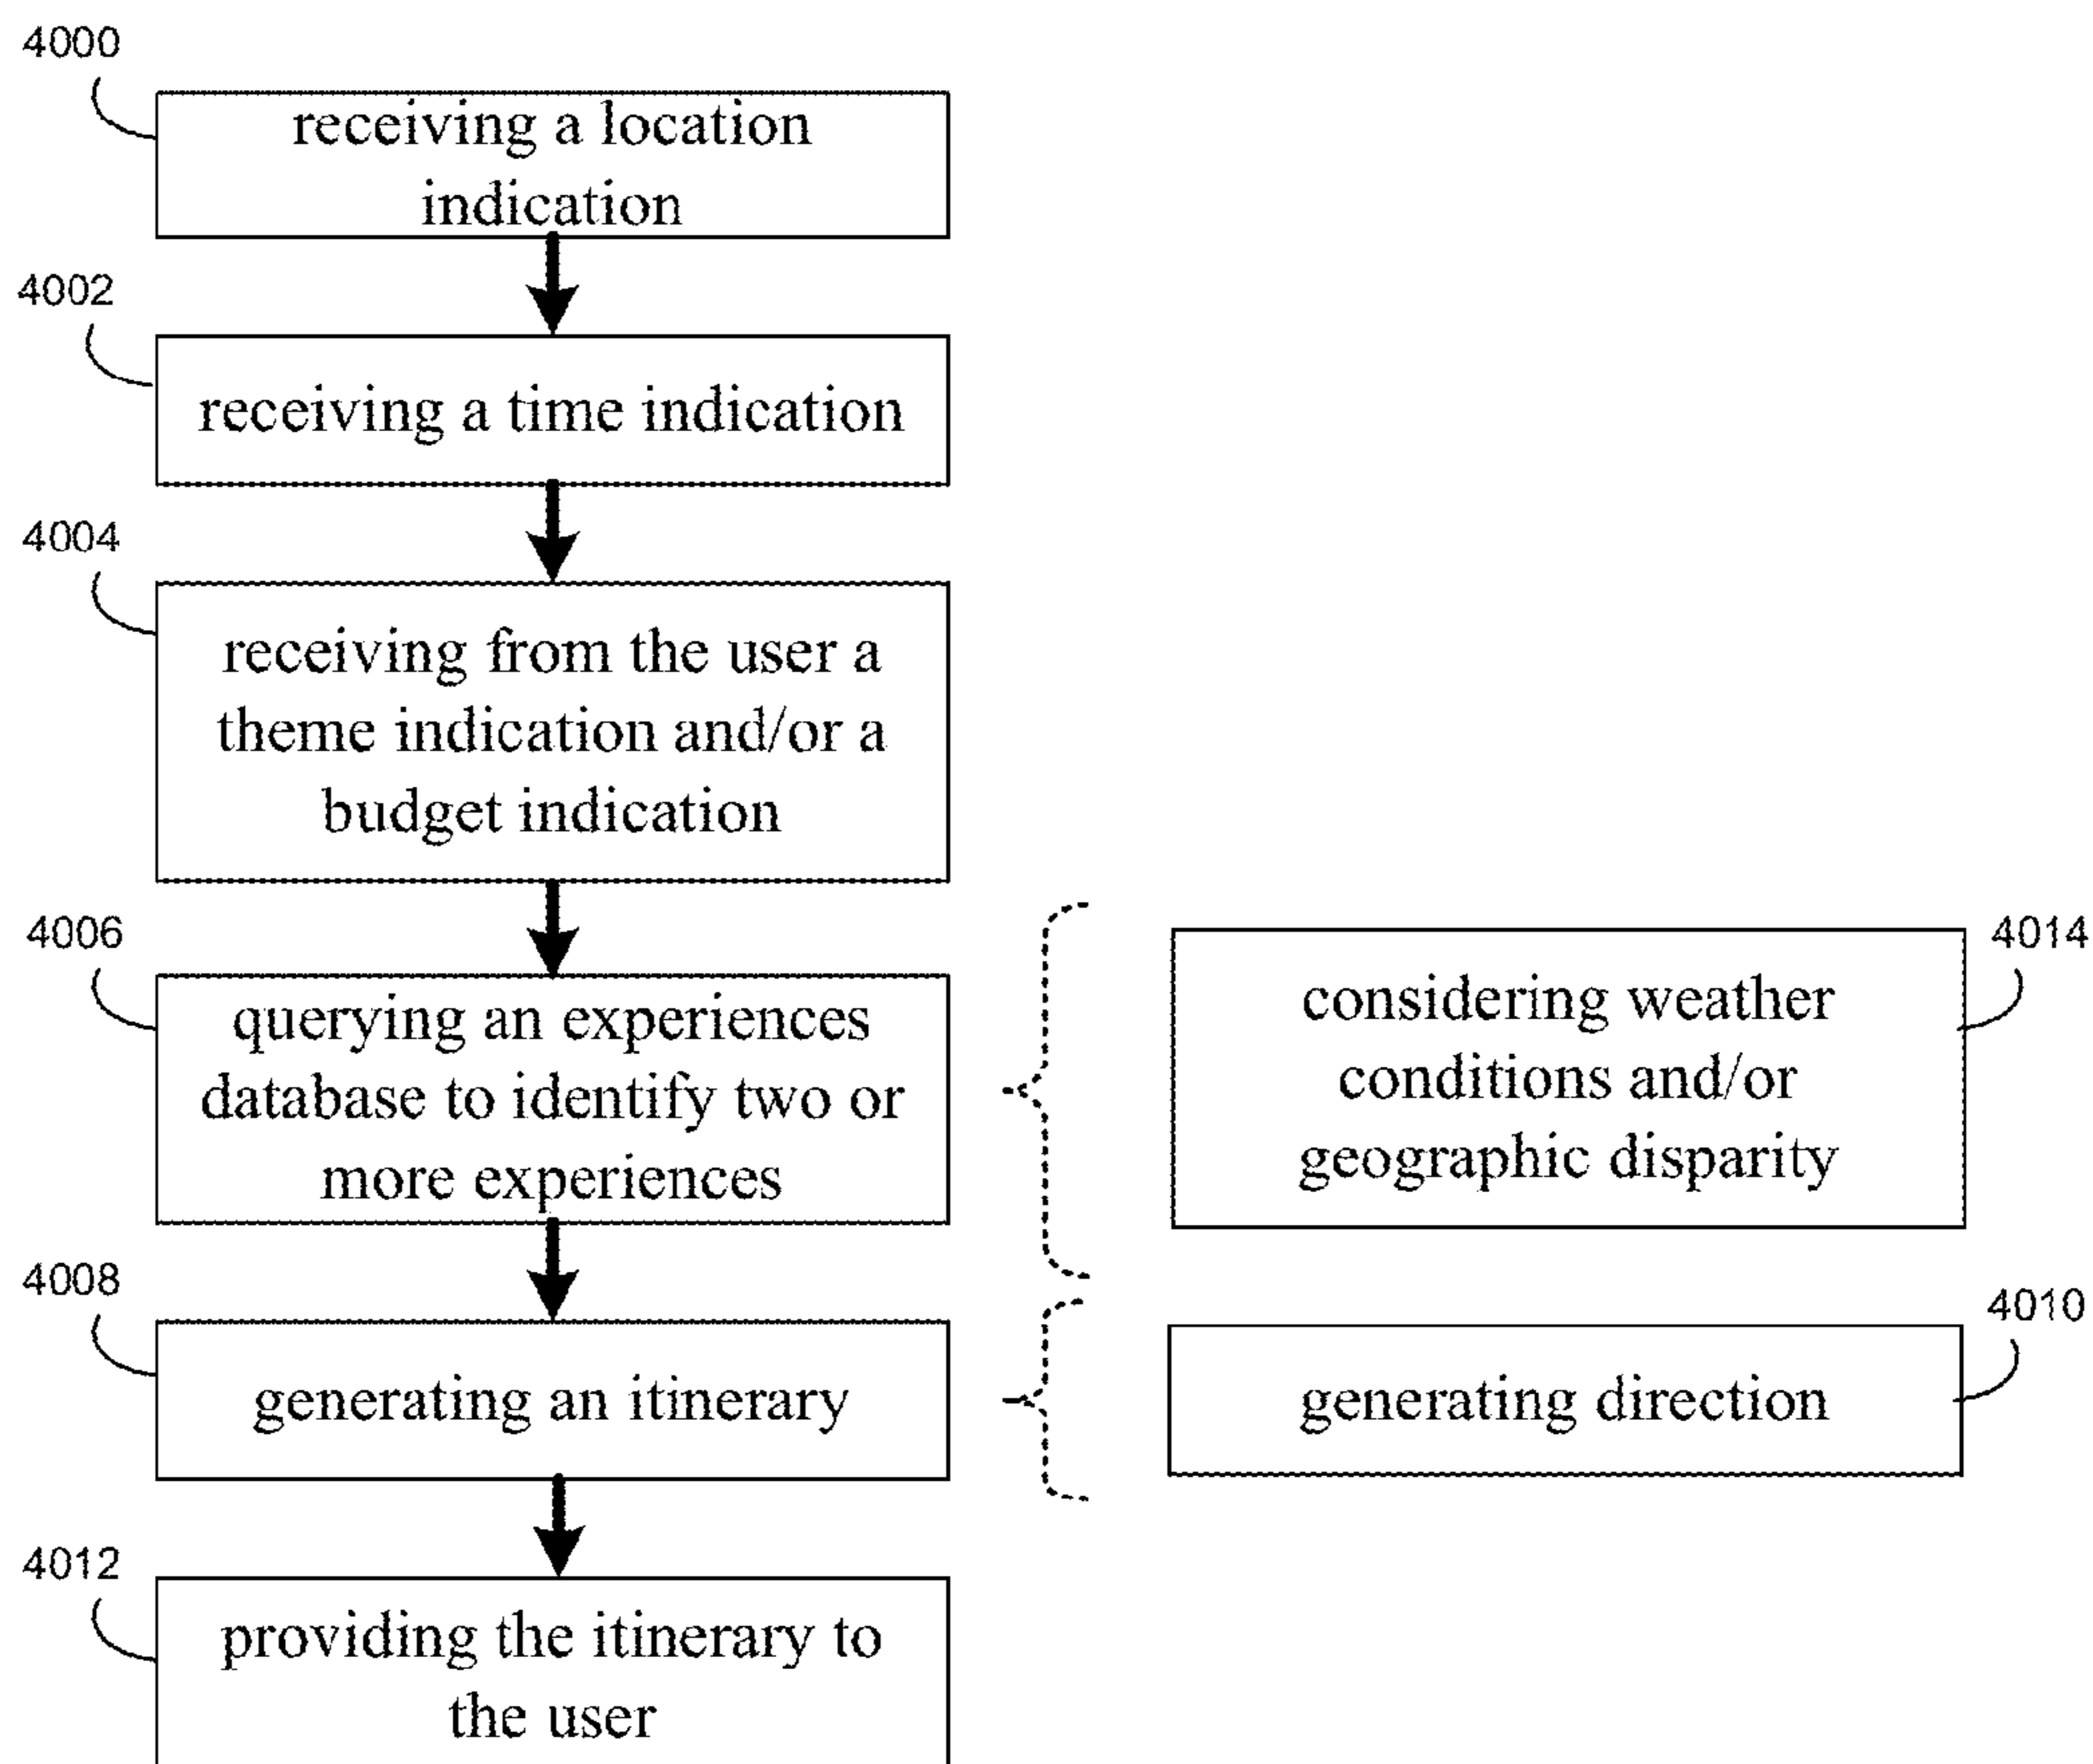 4000
receiving a location
indication
4002
receiving a time indication
4004
receiving from the user a
theme indication and/or a
budget indication
4006
querying an experiences
database to identify two or
more experiences
4014
considering weather
conditions and/or
geographic disparity
4008
generating an itinerary
4010
generating direction
4012
providing the itinerary to
the user